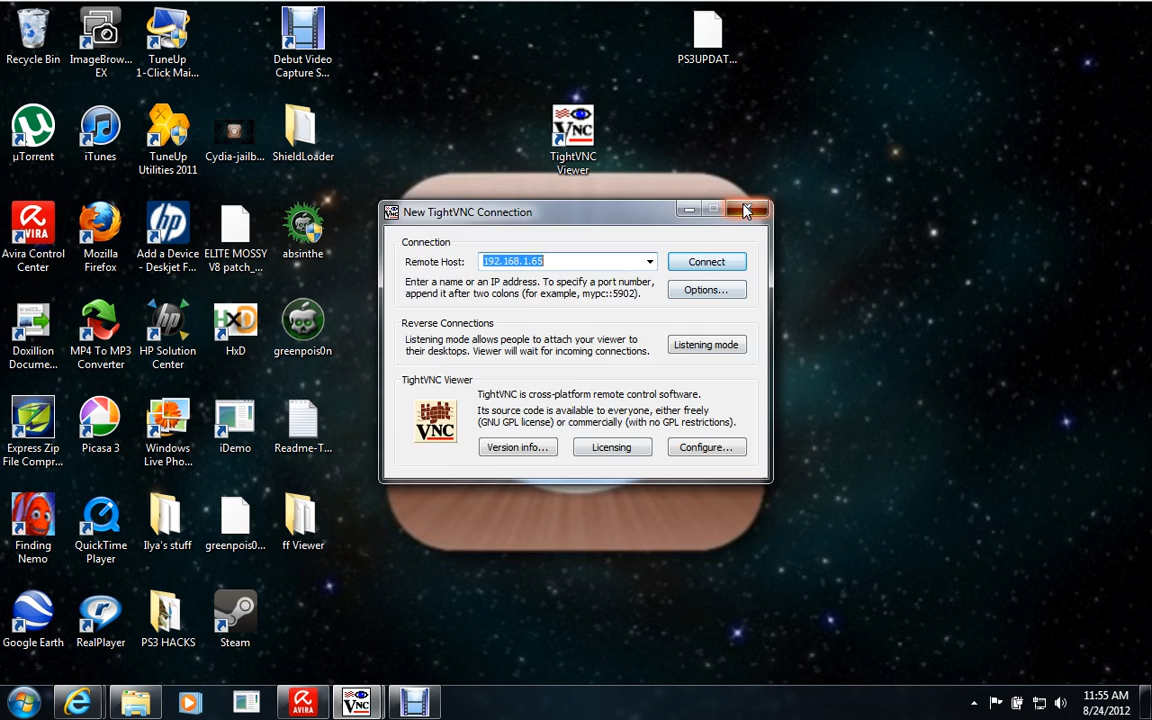 Recycle Bin
ImageBrow...
EX
TuneUp
1-Click Mai...
Debut Video
Capture S...
PS3UPDAT...
µTorrent
iTunes
TuneUp
Utilities 2011
Cydia-jailb...
ShieldLoader
VNC
TightVNC
Viewer
Avira Control
Center
Mozilla
Firefox
Add a Device
- Deskjet F...
ELITE MOSSY
V8 patch_...
absinthe
Doxillion
Docume...
MP4 To MP3
Converter
HP Solution
Center
HxD
HxD
greenpois0n
Express Zip
File Compr...
Picasa 3
Windows
Live Pho...
iDemo
Readme-T...
Finding
Nemo
QuickTime
Player
Ilya's stuff
greenpois0...
ff Viewer
Google Earth
RealPlayer
PS3 HACKS
Steam
New TightVNC Connection
Connection
Remote Host:
192.168.1.65
Connect
Enter a name or an IP address. To specify a port number,
append it after two colons (for example, mypc::5902).
Options...
Reverse Connections
Listening mode allows people to attach your viewer to
their desktops. Viewer will wait for incoming connections.
Listening mode
TightVNC Viewer
tight
VNC
TightVNC is cross-platform remote control software.
Its source code is available to everyone, either freely
(GNU GPL license) or commercially (with no GPL restrictions).
Version info...
Licensing
Configure...
AVIRA
VNC
11:55 AM
8/24/2012